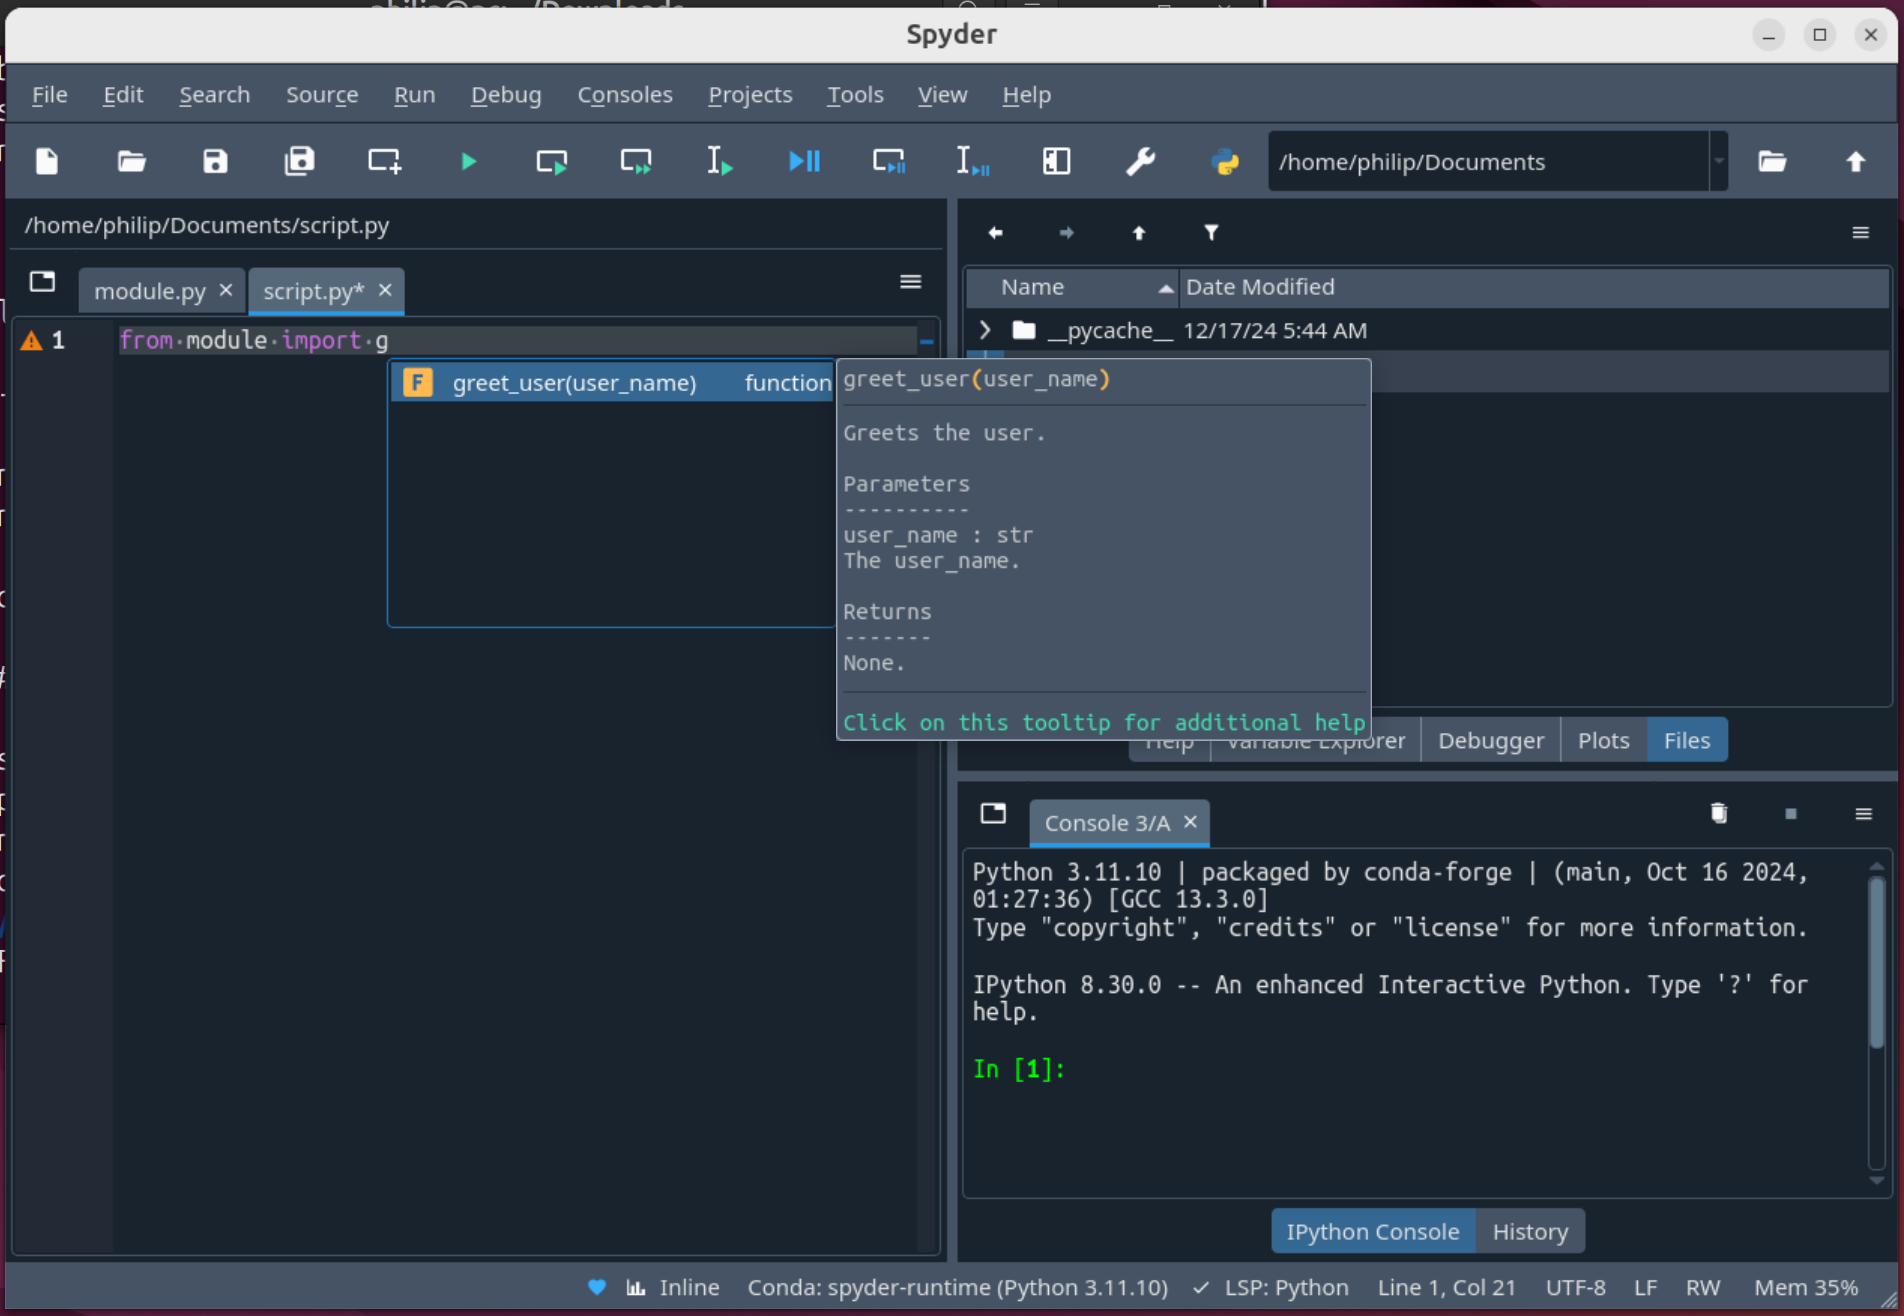 Spyder
File Edit Search Source Run Debug Consoles Projects Tools View Help
/home/philip/Documents
/home/philip/Documents/script.py
module.py
script.py*
1 from module import g
F greet_user(user_name) function
greet_user(user_name)
Greets the user.
Parameters
----------
user_name : str
The user_name.
Returns
-------
None.
Click on this tooltip for additional help
Name Date Modified
__pycache__ 12/17/24 5:44 AM
Help Variable Explorer Debugger Plots Files
Console 3/A
Python 3.11.10 | packaged by conda-forge | (main, Oct 16 2024,
01:27:36) [GCC 13.3.0]
Type "copyright", "credits" or "license" for more information.
IPython 8.30.0 -- An enhanced Interactive Python. Type '?' for
help.
In [1]:
IPython Console History
Inline Conda: spyder-runtime (Python 3.11.10) LSP: Python Line 1, Col 21 UTF-8 LF RW Mem 35%